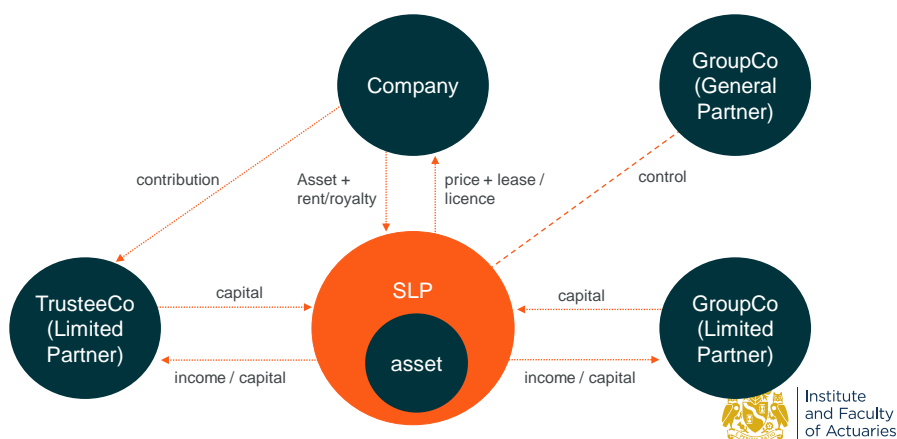 Company
GroupCo
(General
Partner)
contribution
Asset +
rent/royalty
price + lease /
licence
control
TrusteeCo
(Limited
Partner)
capital
SLP
capital
GroupCo
(Limited
Partner)
asset
income / capital
income / capital
Institute
and Faculty
of Actuaries